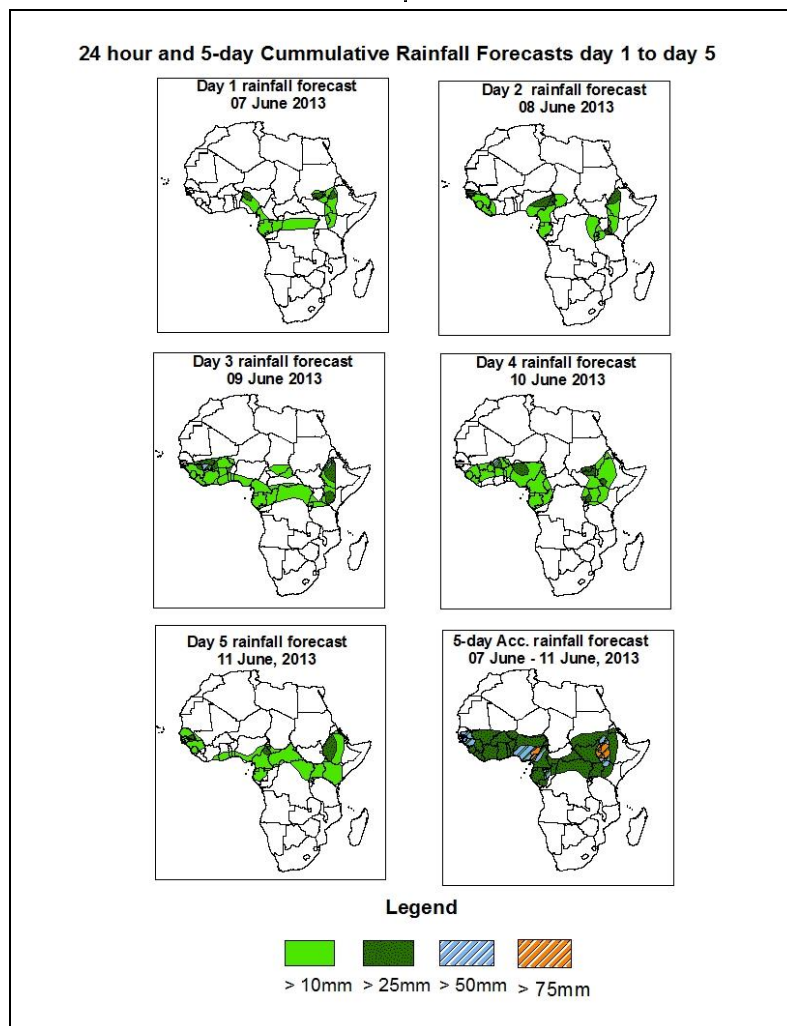 24 hour and 5-day Cummulative Rainfall Forecasts day 1 to day 5
Day 1 rainfall forecast
07 June 2013
Day 2 rainfall forecast
08 June 2013
Day 3 rainfall forecast
09 June 2013
Day 4 rainfall forecast
10 June 2013
Day 5 rainfall forecast
11 June, 2013
5-day Acc. rainfall forecast
07 June - 11 June, 2013
Legend
> 10mm > 25mm > 50mm > 75mm